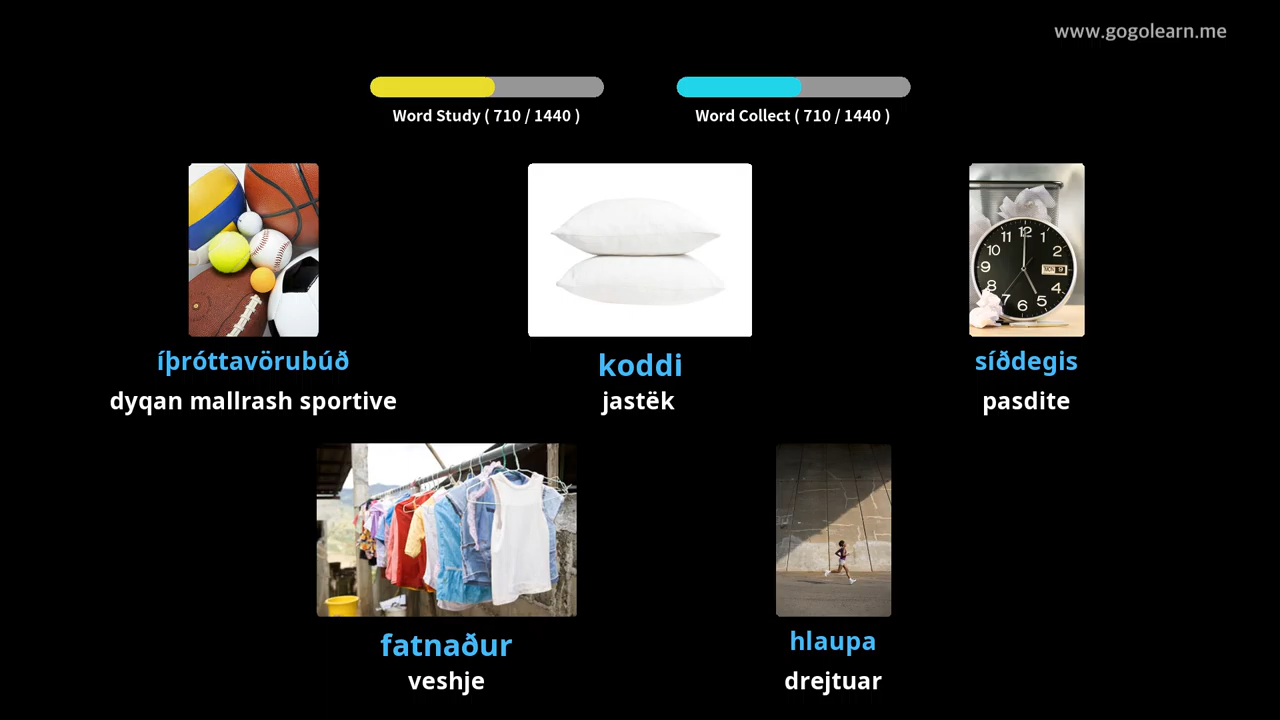 www.gogolearn.me
Word Study ( 710 / 1440 )
Word Collect ( 710 / 1440 )
íþróttavörubúð
dyqan mallrash sportive
koddi
jastëk
síðdegis
pasdite
fatnaður
veshje
hlaupa
drejtuar